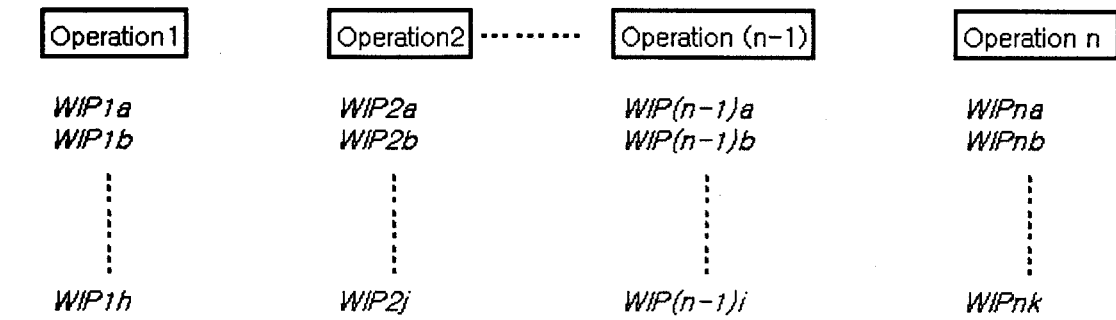 Operation1 Operation2 Operation (n-1) Operation n
WIP1a WIP2a WIP(n-1)a WIPna
WIP1b WIP2b WIP(n-1)b WIPnb
WIP1h WIP2j WIP(n-1)i WIPnk